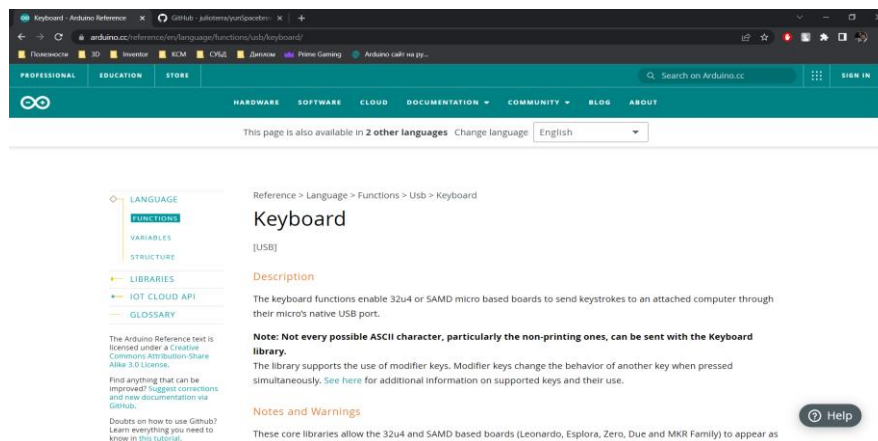 Keyboard - Arduino Reference
GitHub -
arduino.cc/reference/en/language/functions/usb/keyboard/
Полезности 3D Inventor КСМ СУБД Диплом Prime Gaming Arduino сайт на ру...
PROFESSIONAL EDUCATION STORE Search on Arduino.cc SIGN IN
HARDWARE SOFTWARE CLOUD DOCUMENTATION COMMUNITY BLOG ABOUT
This page is also available in 2 other languages Change language English
LANGUAGE
FUNCTIONS
VARIABLES
STRUCTURE
LIBRARIES
IOT CLOUD API
GLOSSARY
The Arduino Reference text is
licensed under a Creative
Commons Attribution-Share
Alike 3.0 License.
Find anything that can be
improved? Suggest corrections
and new documentation via
GitHub.
Doubts on how to use Github?
Learn everything you need to
know in this tutorial.
Reference > Language > Functions > Usb > Keyboard
Keyboard
[USB]
Description
The keyboard functions enable 32u4 or SAMD micro based boards to send keystrokes to an attached computer through
their micro's native USB port.
Note: Not every possible ASCII character, particularly the non-printing ones, can be sent with the Keyboard
library.
The library supports the use of modifier keys. Modifier keys change the behavior of another key when pressed
simultaneously. See here for additional information on supported keys and their use.
Notes and Warnings
These core libraries allow the 32u4 and SAMD based boards (Leonardo, Esplora, Zero, Due and MKR Family) to appear as
Help